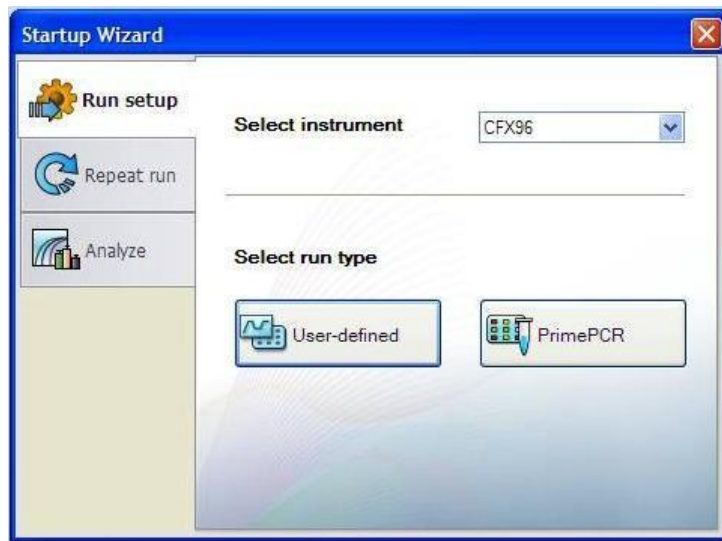 Startup Wizard
Run setup
Repeat run
Analyze
Select instrument
CFX96
Select run type
User-defined
PrimePCR